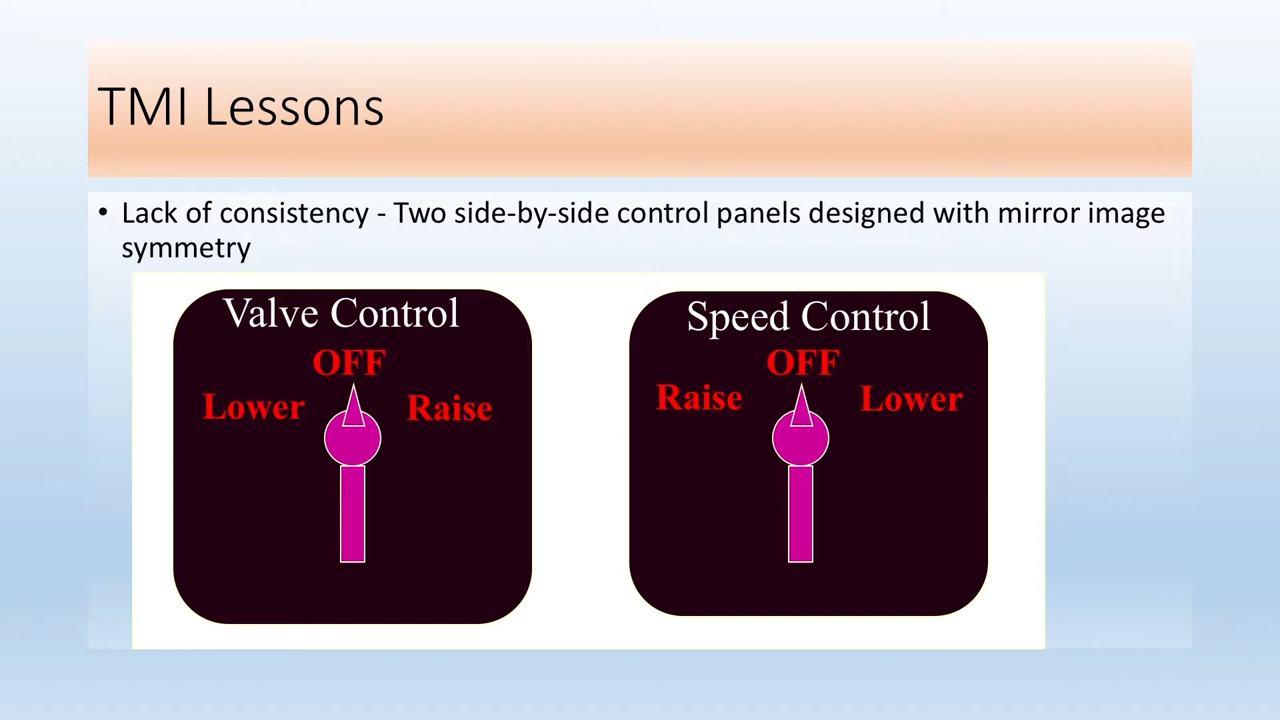 TMI Lessons
• Lack of consistency - Two side-by-side control panels designed with mirror image
symmetry
Valve Control
OFF
Lower
Raise
Speed Control
OFF
Raise
Lower